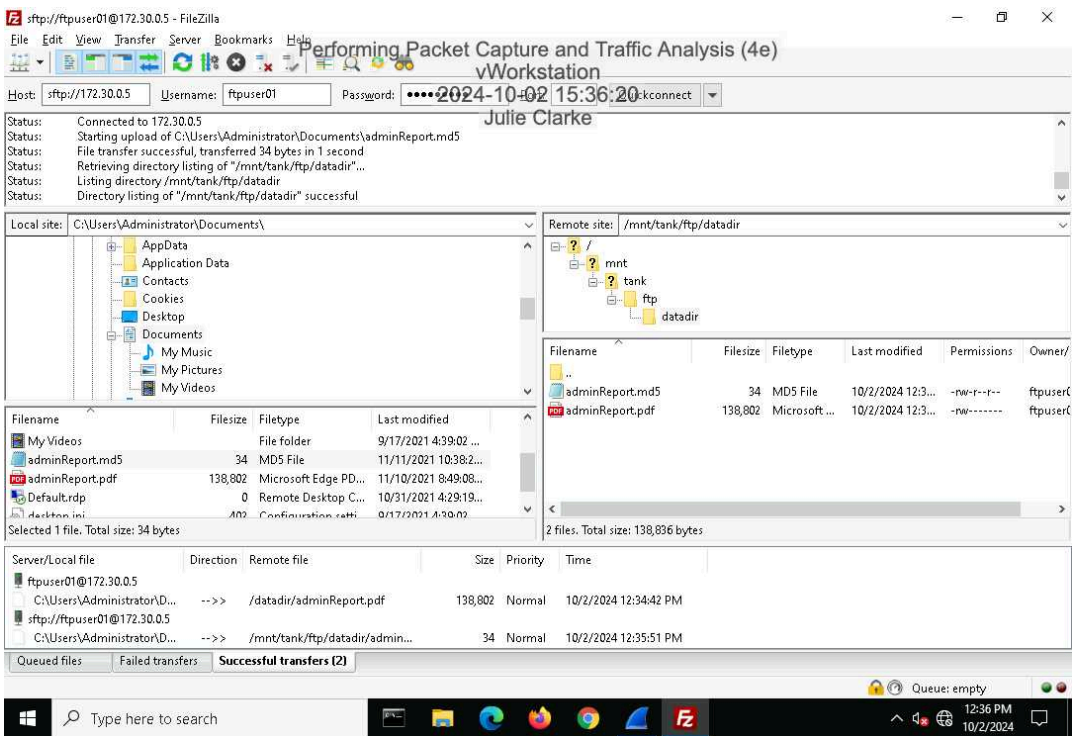 sftp://ftpuser01@172.30.0.5 - FileZilla
File Edit View Transfer Server Bookmarks Help
Performing Packet Capture and Traffic Analysis (4e)
vWorkstation
2024-10-02 15:36:20
Julie Clarke
Host: sftp://172.30.0.5 Username: ftpuser01 Password: Quickconnect
Status: Connected to 172.30.0.5
Status: Starting upload of C:\Users\Administrator\Documents\adminReport.md5
Status: File transfer successful, transferred 34 bytes in 1 second
Status: Retrieving directory listing of "/mnt/tank/ftp/datadir"...
Status: Listing directory /mnt/tank/ftp/datadir
Status: Directory listing of "/mnt/tank/ftp/datadir" successful
Local site: C:\Users\Administrator\Documents\
AppData
Application Data
Contacts
Cookies
Desktop
Documents
My Music
My Pictures
My Videos
Filename Filesize Filetype Last modified
My Videos File folder 9/17/2021 4:39:02 ...
adminReport.md5 34 MD5 File 11/11/2021 10:38:2...
adminReport.pdf 138,802 Microsoft Edge PD... 11/10/2021 8:49:08...
Default.rdp 0 Remote Desktop C... 10/31/2021 4:29:19...
desktop.ini 402 Configuration setti... 9/17/2021 4:39:02
Selected 1 file. Total size: 34 bytes
Remote site: /mnt/tank/ftp/datadir
/
mnt
tank
ftp
datadir
Filename Filesize Filetype Last modified Permissions Owner/
..
adminReport.md5 34 MD5 File 10/2/2024 12:3... -rw-r--r-- ftpuser0
adminReport.pdf 138,802 Microsoft ... 10/2/2024 12:3... -rw------- ftpuser0
2 files. Total size: 138,836 bytes
Server/Local file Direction Remote file Size Priority Time
ftpuser01@172.30.0.5
C:\Users\Administrator\D... -->> /datadir/adminReport.pdf 138,802 Normal 10/2/2024 12:34:42 PM
sftp://ftpuser01@172.30.0.5
C:\Users\Administrator\D... -->> /mnt/tank/ftp/datadir/admin... 34 Normal 10/2/2024 12:35:51 PM
Queued files Failed transfers Successful transfers (2)
Queue: empty
Type here to search
12:36 PM
10/2/2024